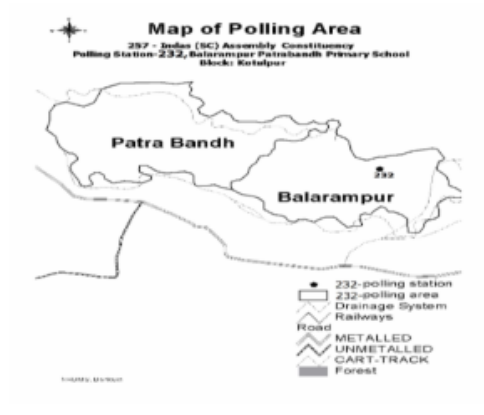 Map of Polling Area
257 - Indas (SC) Assembly Constituency
Polling Station-232, Balarampur Patrabandh Primary School
Block: Kotulpur
Patra Bandh
232
Balarampur
232-polling station
232-polling area
Drainage System
Railways
Road
METALLED
UNMETALLED
CART-TRACK
Forest